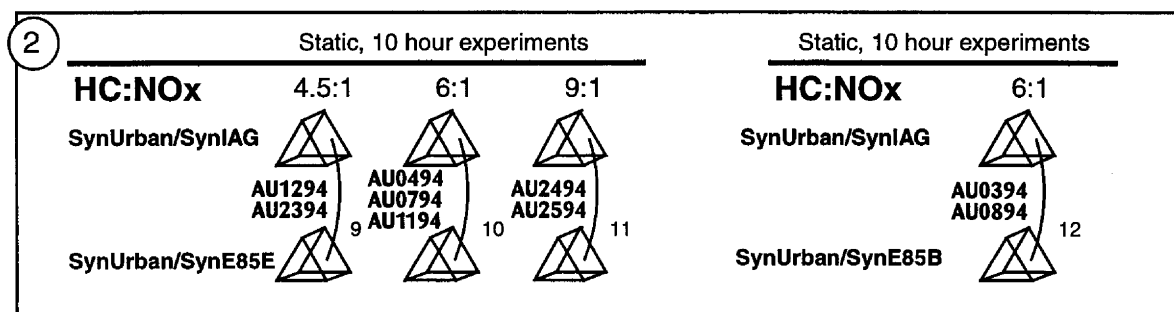 2
Static, 10 hour experiments
HC:NOx 4.5:1 6:1 9:1
SynUrban/SynIAG
AU1294
AU2394
AU0494
AU0794
AU1194
AU2494
AU2594
9 10 11
SynUrban/SynE85E
Static, 10 hour experiments
HC:NOx 6:1
SynUrban/SynIAG
AU0394
AU0894
12
SynUrban/SynE85B